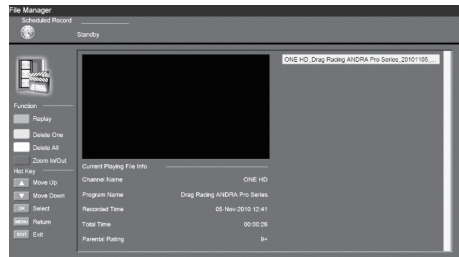 File Manager
Scheduled Record
Standby
ONE HD_Drag Racing ANDRA Pro Series_20101105_...
Function
Replay
Delete One
Delete All
Zoom In/Out
Hot Key
Move Up
Move Down
OK Select
MENU Return
EXIT Exit
Current Playing File Info
Channel Name ONE HD
Program Name Drag Racing ANDRA Pro Series
Recorded Time 05-Nov-2010 12:41
Total Time 00:00:26
Parental Rating 9+